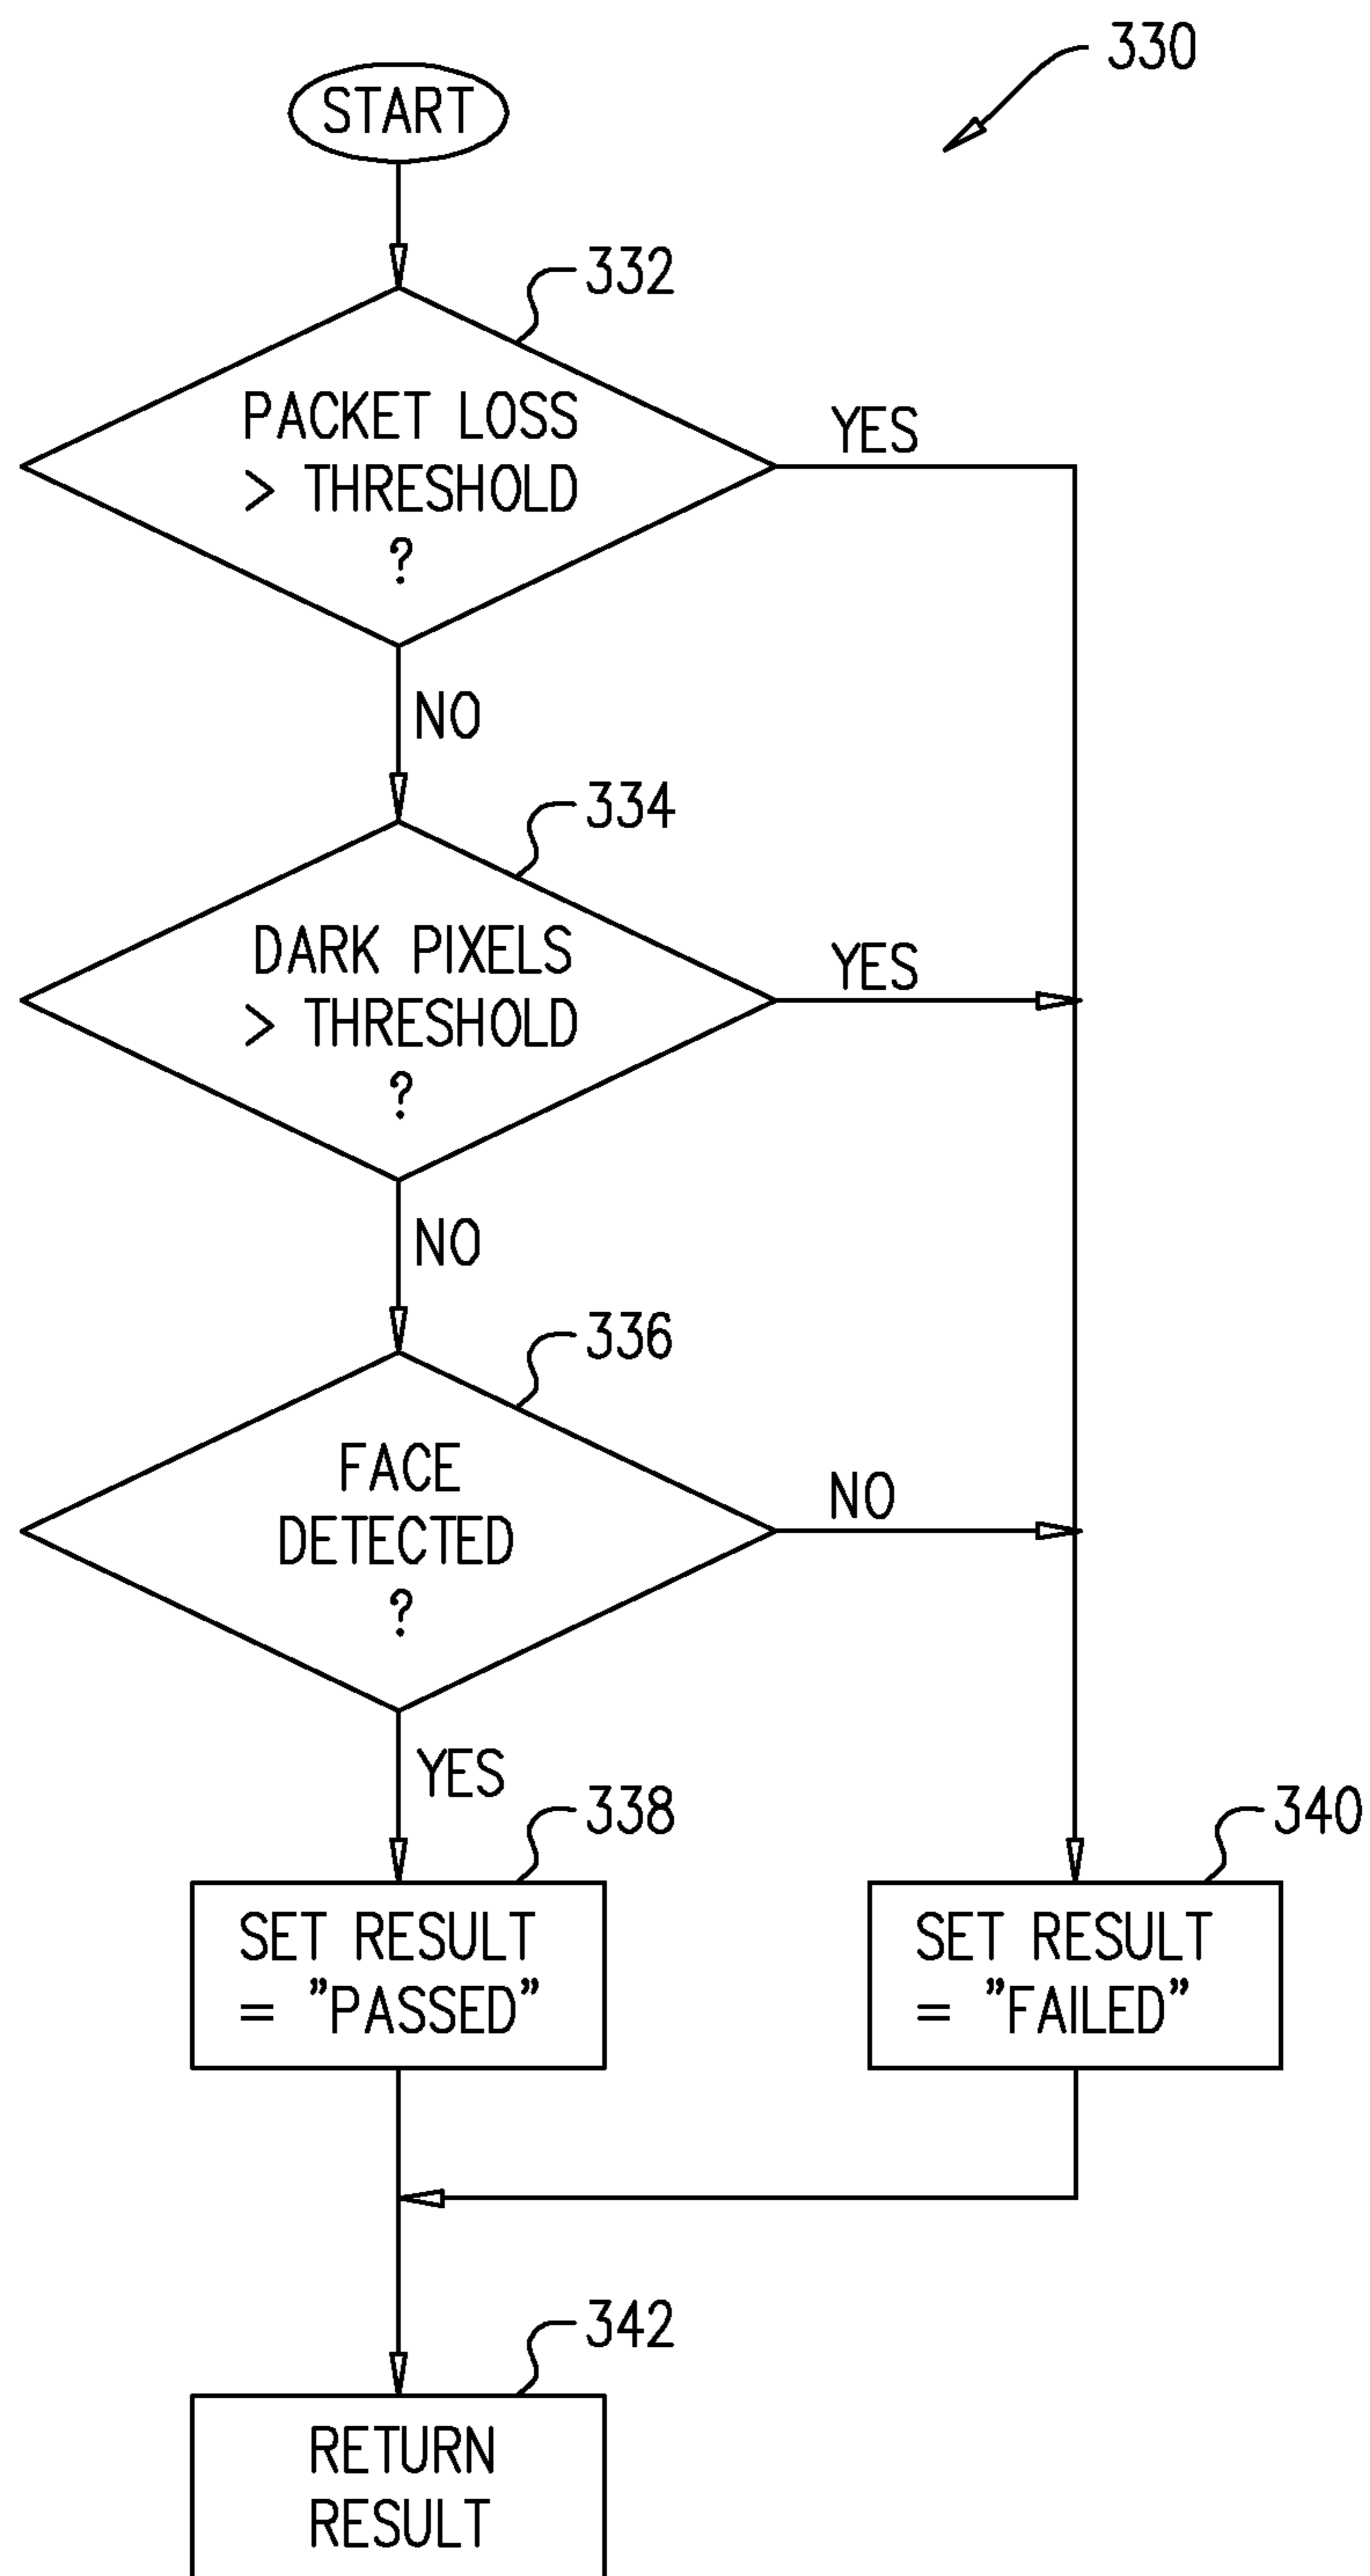 330
START
332
PACKET LOSS
> THRESHOLD
?
YES
NO
334
DARK PIXELS
> THRESHOLD
?
YES
NO
336
FACE
DETECTED
?
NO
YES
338
SET RESULT
= ”PASSED”
340
SET RESULT
= ”FAILED”
342
RETURN
RESULT